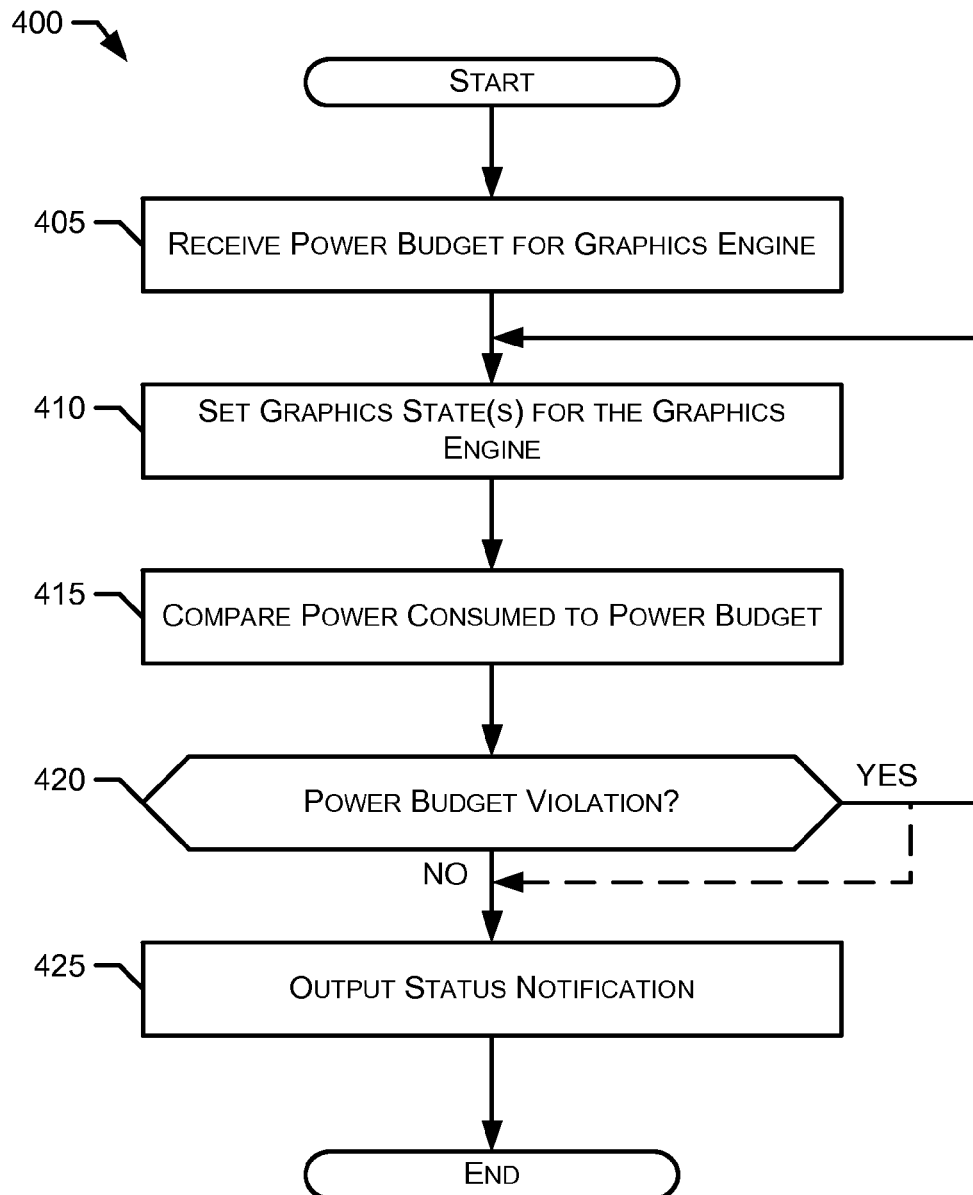 400
START
405
RECEIVE POWER BUDGET FOR GRAPHICS ENGINE
410
SET GRAPHICS STATE(S) FOR THE GRAPHICS
ENGINE
415
COMPARE POWER CONSUMED TO POWER BUDGET
420
POWER BUDGET VIOLATION?
YES
NO
425
OUTPUT STATUS NOTIFICATION
END